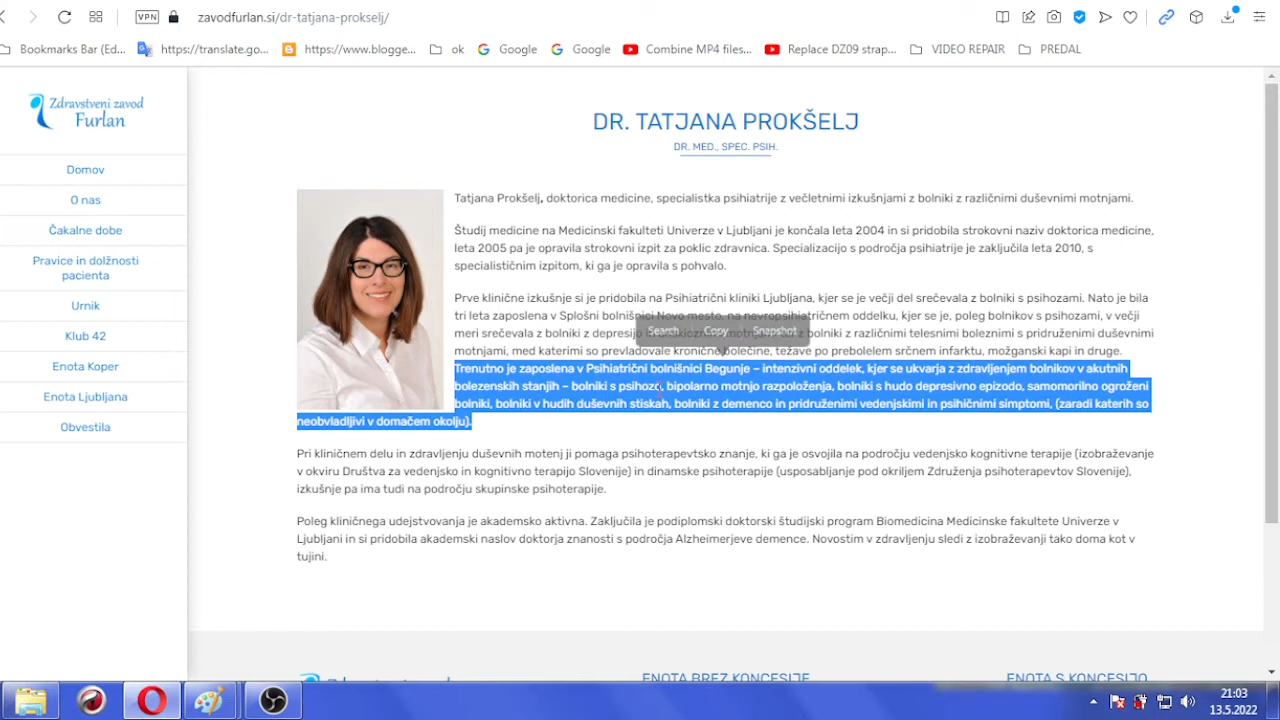 zavodfurlan.si/dr-tatjana-prokselj/
VPN
Bookmarks Bar (Ed...
https://translate.go...
https://www.blogge...
ok
Google
Google
Combine MP4 files...
Replace DZ09 strap...
VIDEO REPAIR
PREDAL
Zdravstveni zavod
Furlan
Domov
O nas
Čakalne dobe
Pravice in dolžnosti
pacienta
Urnik
Klub 42
Enota Koper
Enota Ljubljana
Obvestila
DR. TATJANA PROKŠELJ
DR. MED., SPEC. PSIH.
Tatjana Prokšelj, doktorica medicine, specialistka psihiatrije z večletnimi izkušnjami z bolniki z različnimi duševnimi motnjami.
Študij medicine na Medicinski fakulteti Univerze v Ljubljani je končala leta 2004 in si pridobila strokovni naziv doktorica medicine,
leta 2005 pa je opravila strokovni izpit za poklic zdravnica. Specializacijo s področja psihiatrije je zaključila leta 2010, s
specialističnim izpitom, ki ga je opravila s pohvalo.
Prve klinične izkušnje si je pridobila na Psihiatrični kliniki Ljubljana, kjer se je večji del srečevala z bolniki s psihozami. Nato je bila
tri leta zaposlena v Splošni bolnišnici Novo mesto, na nevropsihiatričnem oddelku, kjer se je, poleg bolnikov s psihozami, v večji
meri srečevala z bolniki z depresijo bolniki z različnimi telesnimi boleznimi s pridruženimi duševnimi
motnjami, med katerimi so prevladovale kronične bolečine, težave po prebolelem srčnem infarktu, možganski kapi in druge.
Search Copy Snapshot
Trenutno je zaposlena v Psihiatrični bolnišnici Begunje – intenzivni oddelek, kjer se ukvarja z zdravljenjem bolnikov v akutnih
bolezenskih stanjih – bolniki s psihozo, bipolarno motnjo razpoloženja, bolniki s hudo depresivno epizodo, samomorilno ogroženi
bolniki, bolniki v hudih duševnih stiskah, bolniki z demenco in pridruženimi vedenjskimi in psihičnimi simptomi, (zaradi katerih so
neobvladljivi v domačem okolju).
Pri kliničnem delu in zdravljenju duševnih motenj ji pomaga psihoterapevtsko znanje, ki ga je osvojila na področju vedenjsko kognitivne terapije (izobraževanje
v okviru Društva za vedenjsko in kognitivno terapijo Slovenije) in dinamske psihoterapije (usposabljanje pod okriljem Združenja psihoterapevtov Slovenije),
izkušnje pa ima tudi na področju skupinske psihoterapije.
Poleg kliničnega udejstvovanja je akademsko aktivna. Zaključila je podiplomski doktorski študijski program Biomedicina Medicinske fakultete Univerze v
Ljubljani in si pridobila akademski naslov doktorja znanosti s področja Alzheimerjeve demence. Novostim v zdravljenju sledi z izobraževanji tako doma kot v
tujini.
ENOTA BREZ KONCESIJE
ENOTA S KONCESIJO
21:03
13.5.2022